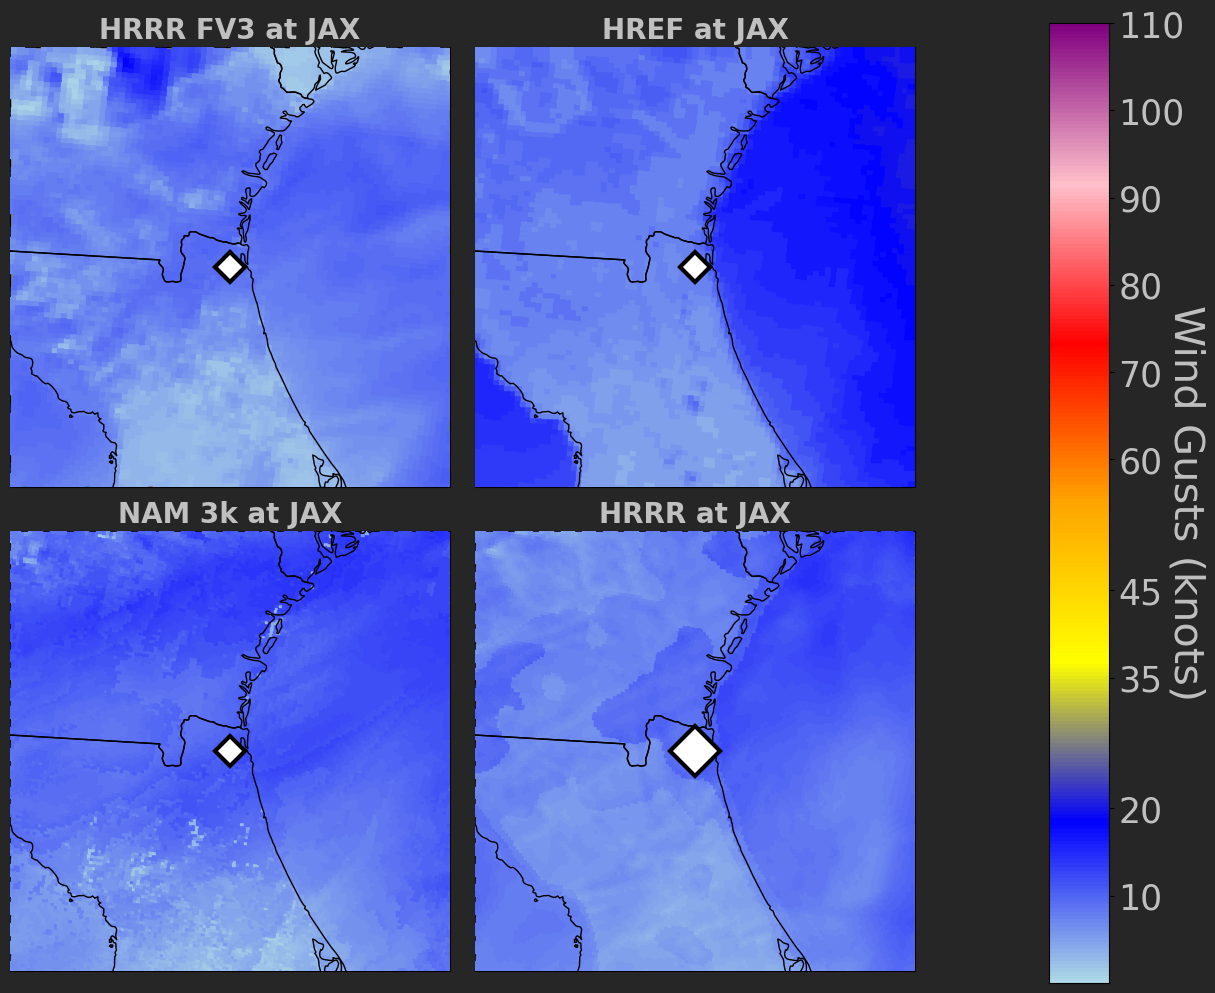 HRRR FV3 at JAX
HREF at JAX
NAM 3k at JAX
HRRR at JAX
110
100
90
80
70
60
45
35
20
10
Wind Gusts (knots)